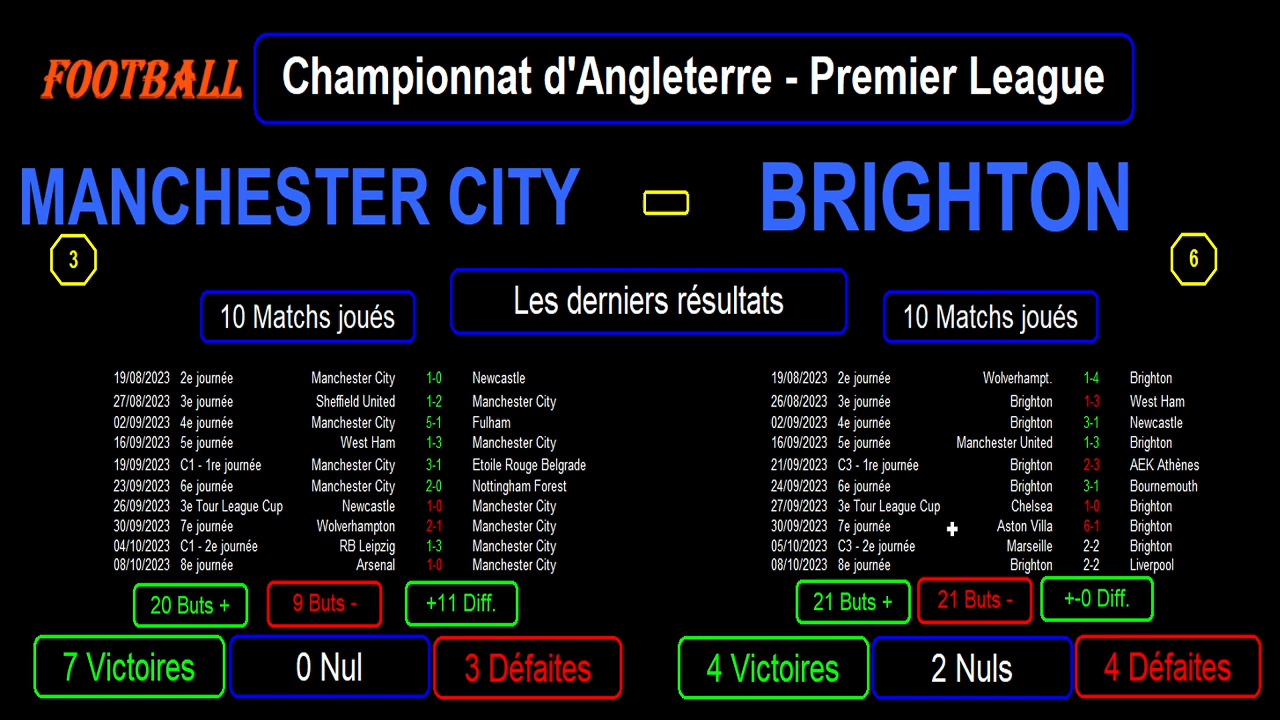 FOOTBALL
Championnat d'Angleterre - Premier League
MANCHESTER CITY - BRIGHTON
3
6
Les derniers résultats
10 Matchs joués
19/08/2023 2e journée Manchester City 1-0 Newcastle
27/08/2023 3e journée Sheffield United 1-2 Manchester City
02/09/2023 4e journée Manchester City 5-1 Fulham
16/09/2023 5e journée West Ham 1-3 Manchester City
19/09/2023 C1 - 1re journée Manchester City 3-1 Etoile Rouge Belgrade
23/09/2023 6e journée Manchester City 2-0 Nottingham Forest
26/09/2023 3e Tour League Cup Newcastle 1-0 Manchester City
30/09/2023 7e journée Wolverhampton 2-1 Manchester City
04/10/2023 C1 - 2e journée RB Leipzig 1-3 Manchester City
08/10/2023 8e journée Arsenal 1-0 Manchester City
20 Buts + 9 Buts - +11 Diff.
7 Victoires 0 Nul 3 Défaites
10 Matchs joués
19/08/2023 2e journée Wolverhampt. 1-4 Brighton
26/08/2023 3e journée Brighton 1-3 West Ham
02/09/2023 4e journée Brighton 3-1 Newcastle
16/09/2023 5e journée Manchester United 1-3 Brighton
21/09/2023 C3 - 1re journée Brighton 2-3 AEK Athènes
24/09/2023 6e journée Brighton 3-1 Bournemouth
27/09/2023 3e Tour League Cup Chelsea 1-0 Brighton
30/09/2023 7e journée Aston Villa 6-1 Brighton
05/10/2023 C3 - 2e journée Marseille 2-2 Brighton
08/10/2023 8e journée Brighton 2-2 Liverpool
21 Buts + 21 Buts - +-0 Diff.
4 Victoires 2 Nuls 4 Défaites